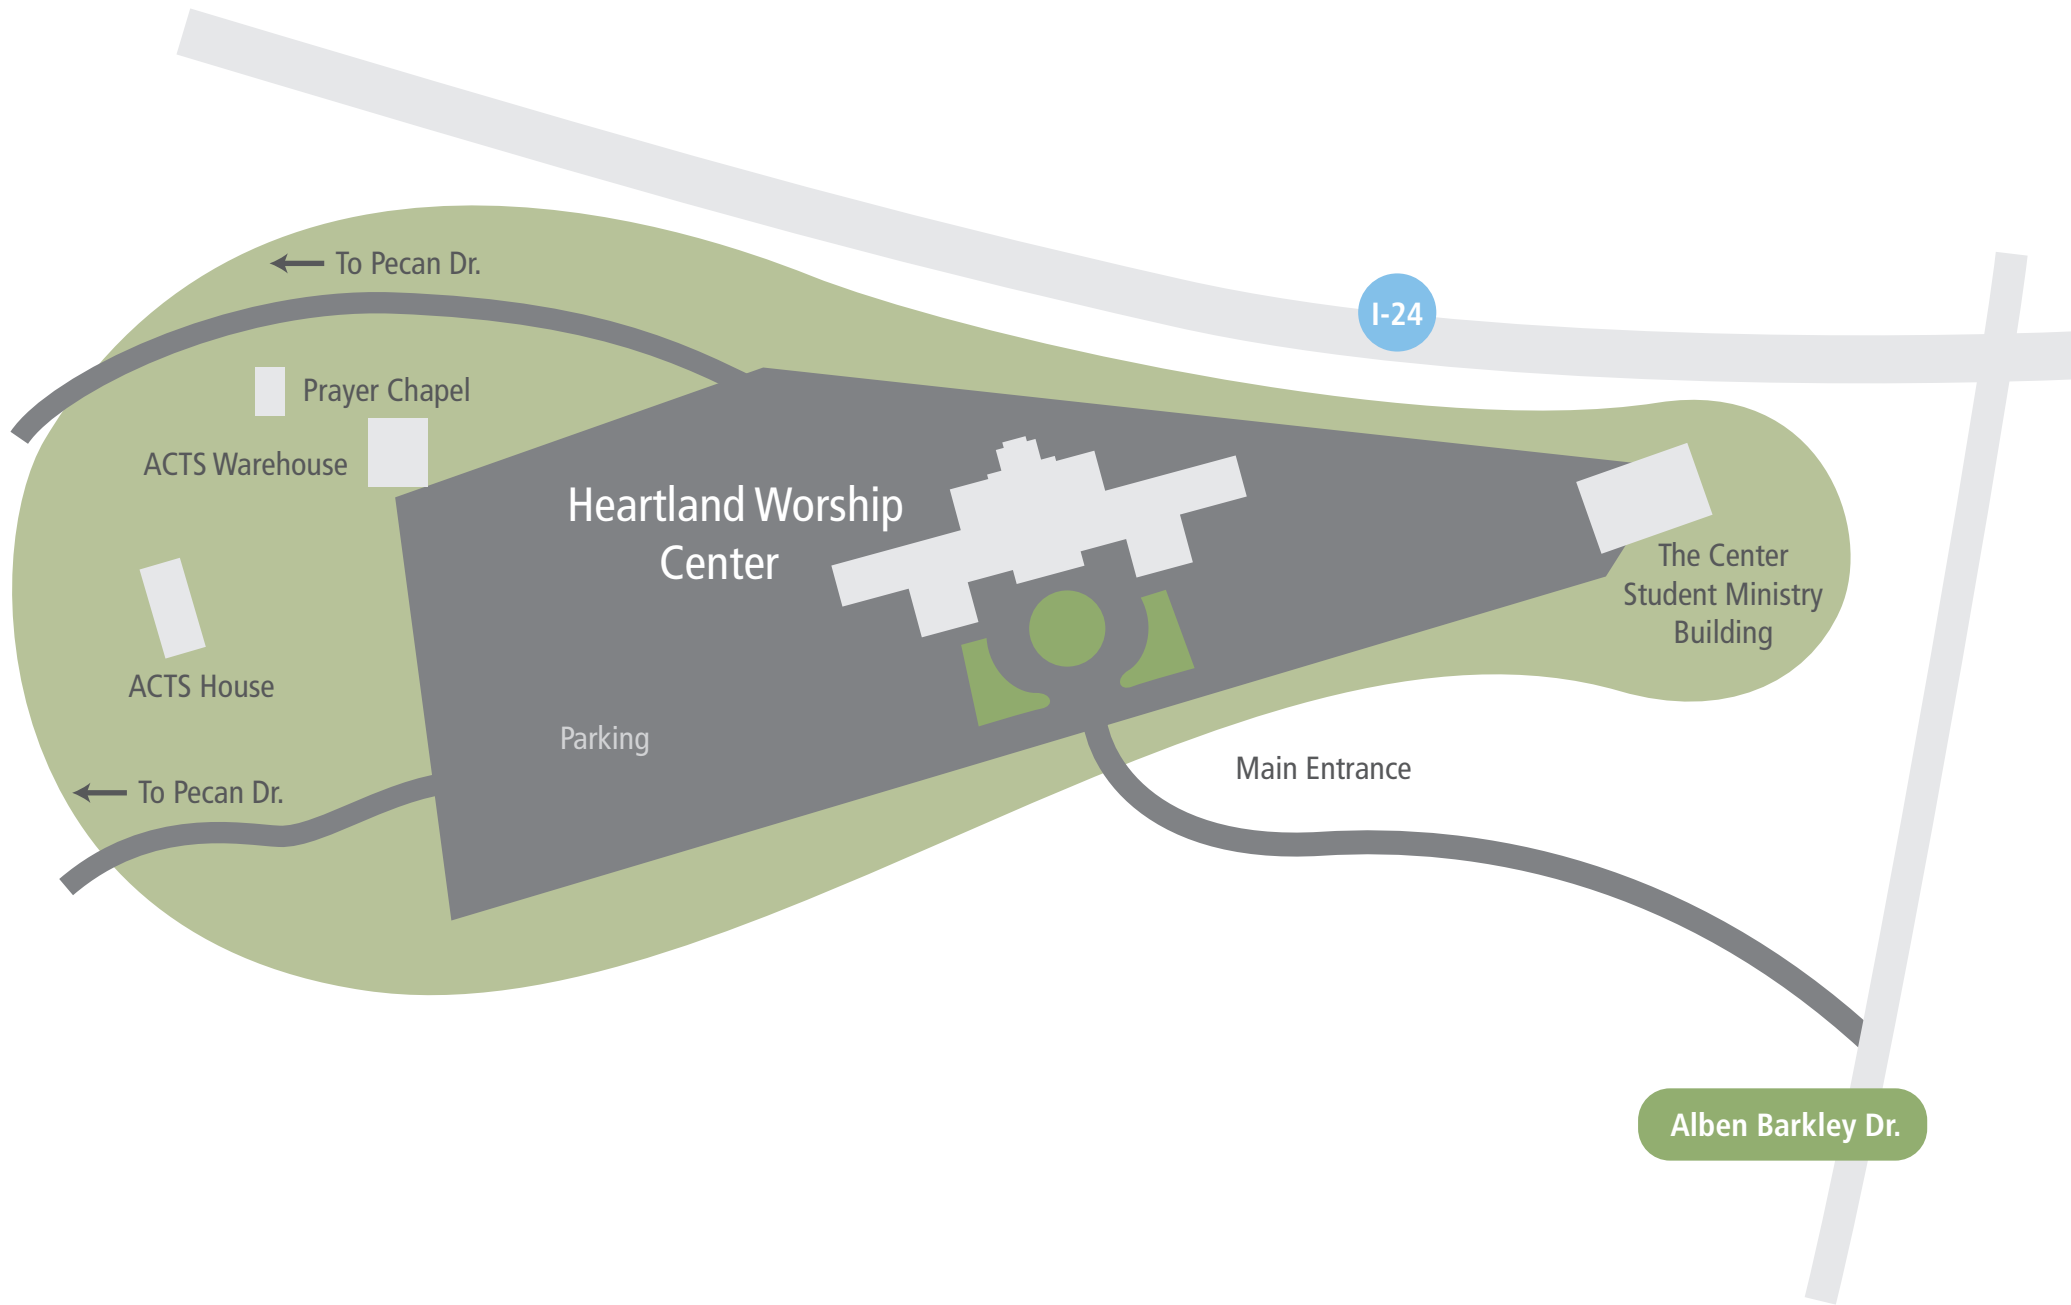 To Pecan Dr.
I-24
Prayer Chapel
ACTS Warehouse
Heartland Worship
Center
The Center
Student Ministry
Building
ACTS House
Parking
Main Entrance
To Pecan Dr.
Alben Barkley Dr.